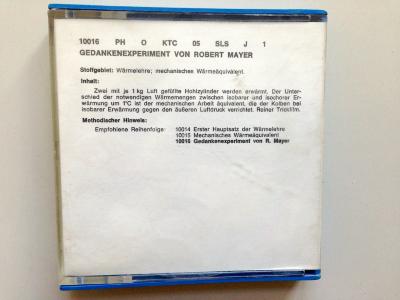 10016 PH O KTC 05 SLS J 1
GEDANKENEXPERIMENT VON ROBERT MAYER
Stoffgebiet: Wärmelehre; mechanisches Wärmeäquivalent.
Inhalt:
Zwei mit je 1 kg Luft gefüllte Hohlzylinder werden erwärmt. Der Unter-
schied der notwendigen Wärmemengen zwischen isobarer und isochorer Er-
wärmung um 1°C ist der mechanischen Arbeit äquivalent, die der Kolben bei
isobarer Erwärmung gegen den äußeren Luftdruck verrichtet. Reiner Trickfilm.
Methodischer Hinweis:
Empfohlene Reihenfolge: 10014 Erster Hauptsatz der Wärmelehre
10015 Mechanisches Wärmeäquivalent
10016 Gedankenexperiment von R. Mayer